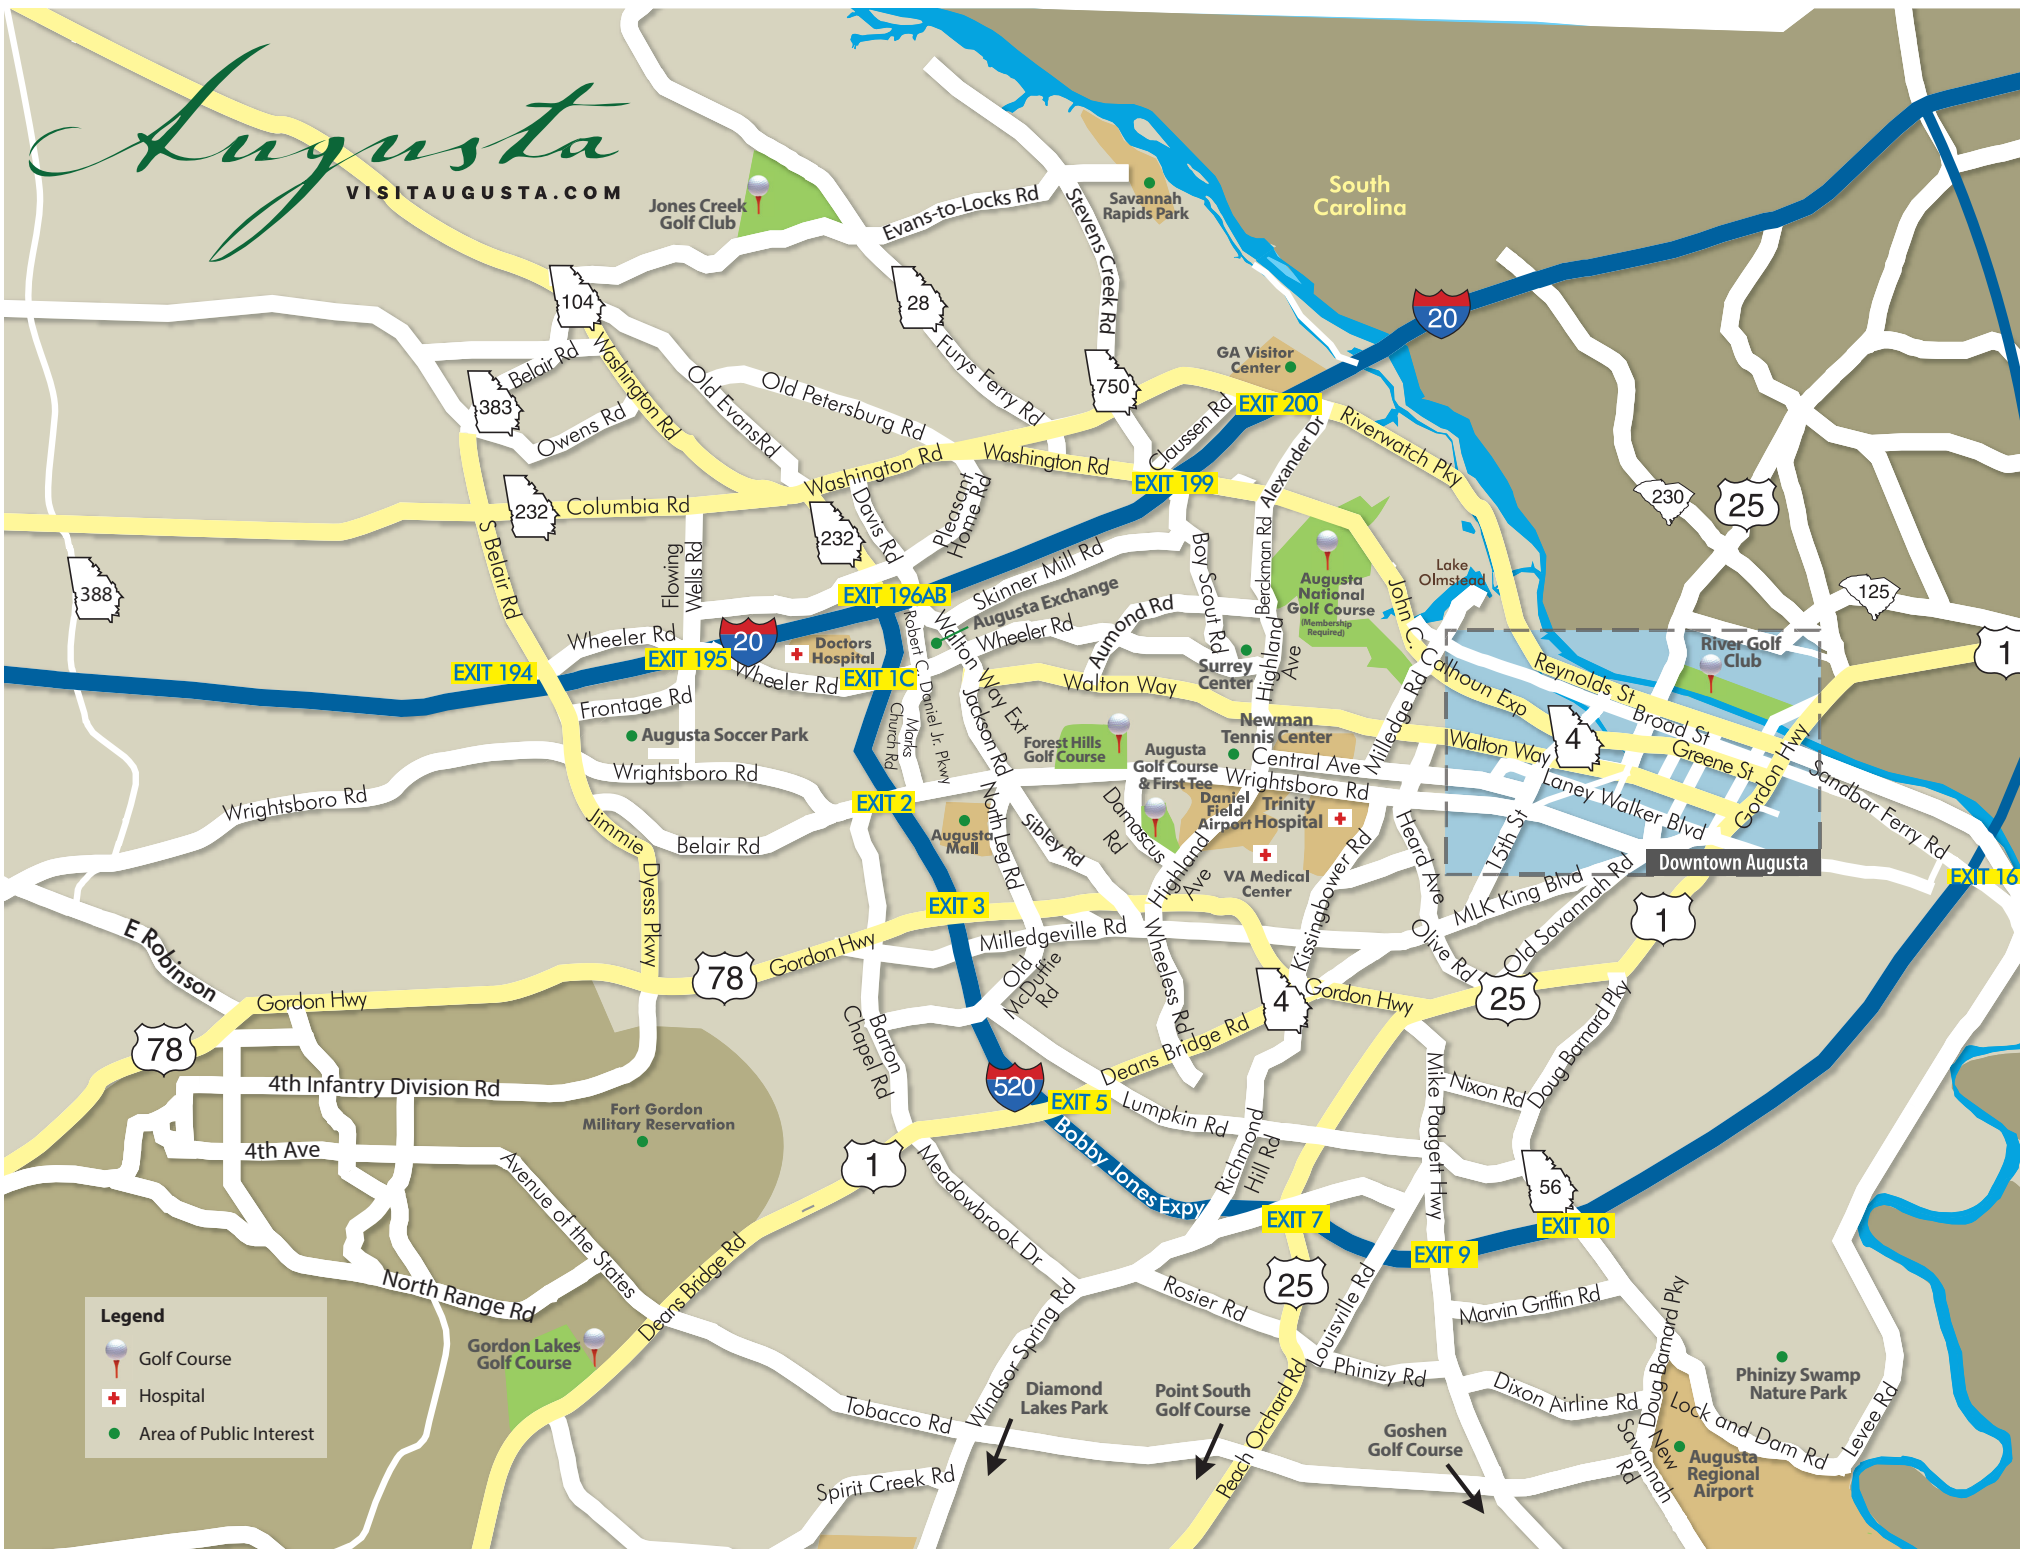 Augusta
VISITAUGUSTA.COM
South
Carolina
Jones Creek
Golf Club
Evans-to-Locks Rd
Stevens Creek Rd
Savannah
Rapids Park
104
28
20
Furys Ferry Rd
GA Visitor
Center
750
Belair Rd
383
Washington Rd
Old EvansRd
Old Petersburg Rd
Owens Rd
Claussen Rd
EXIT 200
Alexander Dr
Riverwatch Pky
Washington Rd
Washington Rd
EXIT 199
232
Columbia Rd
232
Davis Rd
Pleasant
Home Rd
230
25
S Belair Rd
Flowing
Wells Rd
388
EXIT 196AB
Skinner Mill Rd
Augusta Exchange
Boy Scout Rd
Berckman Rd
Augusta
National
Golf Course
(Membership
Required)
John C. Calhoun Exp
Lake
Olmstead
125
1
Wheeler Rd
20
Doctors
Hospital
EXIT 194
EXIT 195
Wheeler Rd
EXIT 1C
Robert C. Daniel Jr. Pkwy
Walton Way Ext
Wheeler Rd
Aumond Rd
Surrey
Center
Highland
Ave
Walton Way
Milledge Rd
River Golf
Club
Reynolds St
Broad St
Greene St
Gordon Hwy
Frontage Rd
Augusta Soccer Park
Marks
Church Rd
Jackson Rd
Forest Hills
Golf Course
Newman
Tennis Center
Augusta
Golf Course
& First Tee
Central Ave
Wrightsboro Rd
Walton Way
4
Laney Walker Blvd
Sandbar Ferry Rd
Wrightsboro Rd
Wrightsboro Rd
EXIT 2
North Leg Rd
Sibley Rd
Damascus
Rd
Daniel
Field
Airport
Trinity
Hospital
Jimmie Dyess Pkwy
Belair Rd
Augusta
Mall
VA Medical
Center
Highland
Ave
Kissingbower Rd
Heard Ave
15th St
Downtown Augusta
EXIT 16
MLK King Blvd
Old Savannah Rd
1
EXIT 3
E Robinson
Milledgeville Rd
Wheeless Rd
Olive Rd
Gordon Hwy
78
Gordon Hwy
Old
McDuffie
Rd
4
Gordon Hwy
25
78
Barton
Chapel Rd
Deans Bridge Rd
Mike Padgett Hwy
Nixon Rd
Doug Barnard Pky
4th Infantry Division Rd
Fort Gordon
Military Reservation
520
EXIT 5
Lumpkin Rd
Bobby Jones Expy
Richmond
Hill Rd
4th Ave
1
56
Avenue of the States
Meadowbrook Dr
EXIT 7
EXIT 10
EXIT 9
North Range Rd
Deans Bridge Rd
25
Rosier Rd
Louisville Rd
Marvin Griffin Rd
Doug Barnard Pky
Gordon Lakes
Golf Course
Windsor Spring Rd
Phinizy Rd
Phinizy Swamp
Nature Park
Dixon Airline Rd
Lock and Dam Rd
Levee Rd
Tobacco Rd
Diamond
Lakes Park
Point South
Golf Course
Peach Orchard Rd
Goshen
Golf Course
New
Savannah
Rd
Augusta
Regional
Airport
Spirit Creek Rd
Legend
Golf Course
Hospital
Area of Public Interest